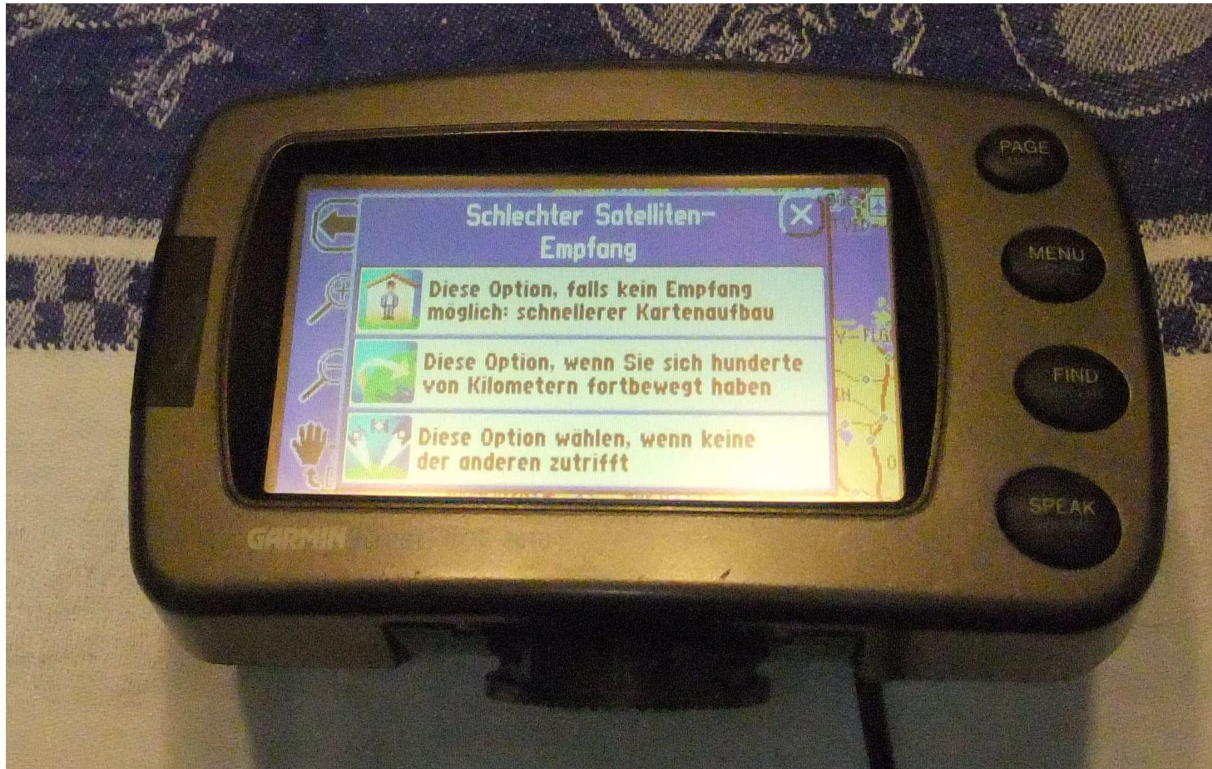 Schlechter Satelliten-
Empfang
Diese Option, falls kein Empfang
möglich: schnellerer Kartenaufbau
Diese Option, wenn Sie sich hunderte
von Kilometern fortbewegt haben
Diese Option wählen, wenn keine
der anderen zutrifft
GARMIN
PAGE
MENU
FIND
SPEAK